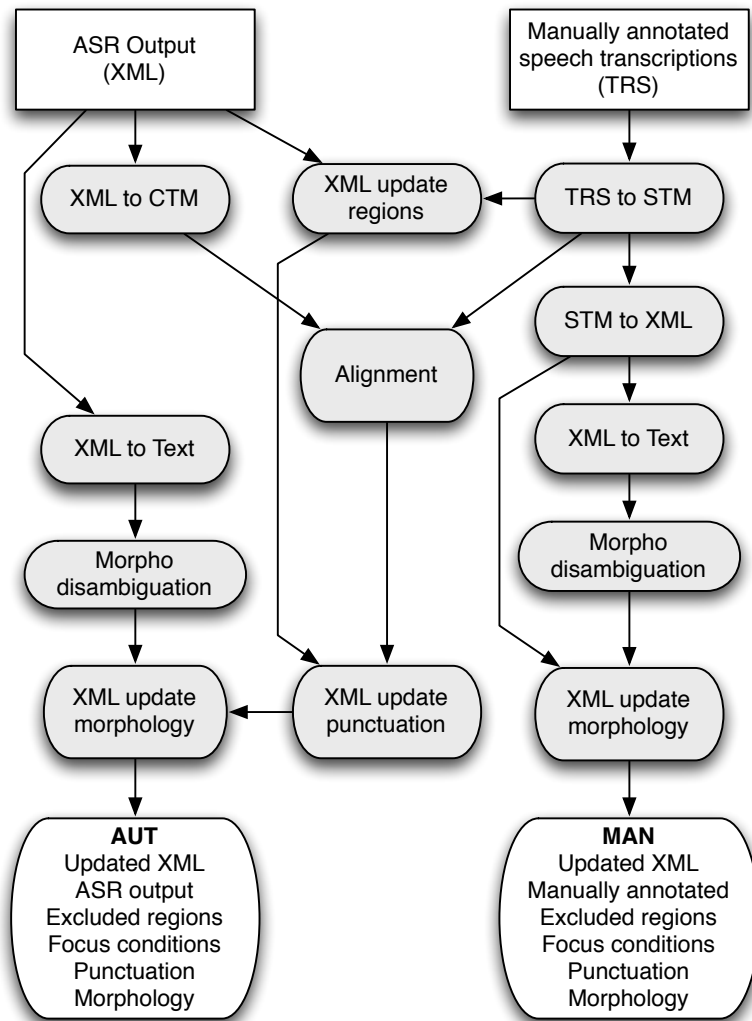 ASR Output
(XML)
Manually annotated
speech transcriptions
(TRS)
XML to CTM
XML update
regions
TRS to STM
STM to XML
Alignment
XML to Text
XML to Text
Morpho
disambiguation
Morpho
disambiguation
XML update
morphology
XML update
punctuation
XML update
morphology
AUT
Updated XML
ASR output
Excluded regions
Focus conditions
Punctuation
Morphology
MAN
Updated XML
Manually annotated
Excluded regions
Focus conditions
Punctuation
Morphology